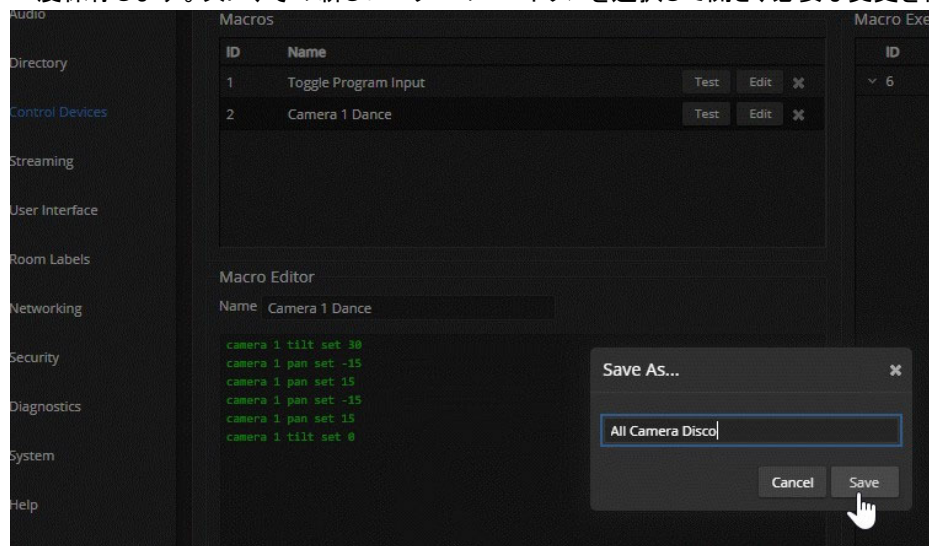 Audio
Directory
Control Devices
Streaming
User Interface
Room Labels
Networking
Security
Diagnostics
System
Help
Macros
ID Name
1 Toggle Program Input Test Edit ✖
2 Camera 1 Dance Test Edit ✖
Macro Exe
ID
6
Macro Editor
Name Camera 1 Dance
camera 1 tilt set 30
camera 1 pan set -15
camera 1 pan set 15
camera 1 pan set -15
camera 1 pan set 15
camera 1 tilt set 0
Save As... ✖
All Camera Disco
Cancel Save